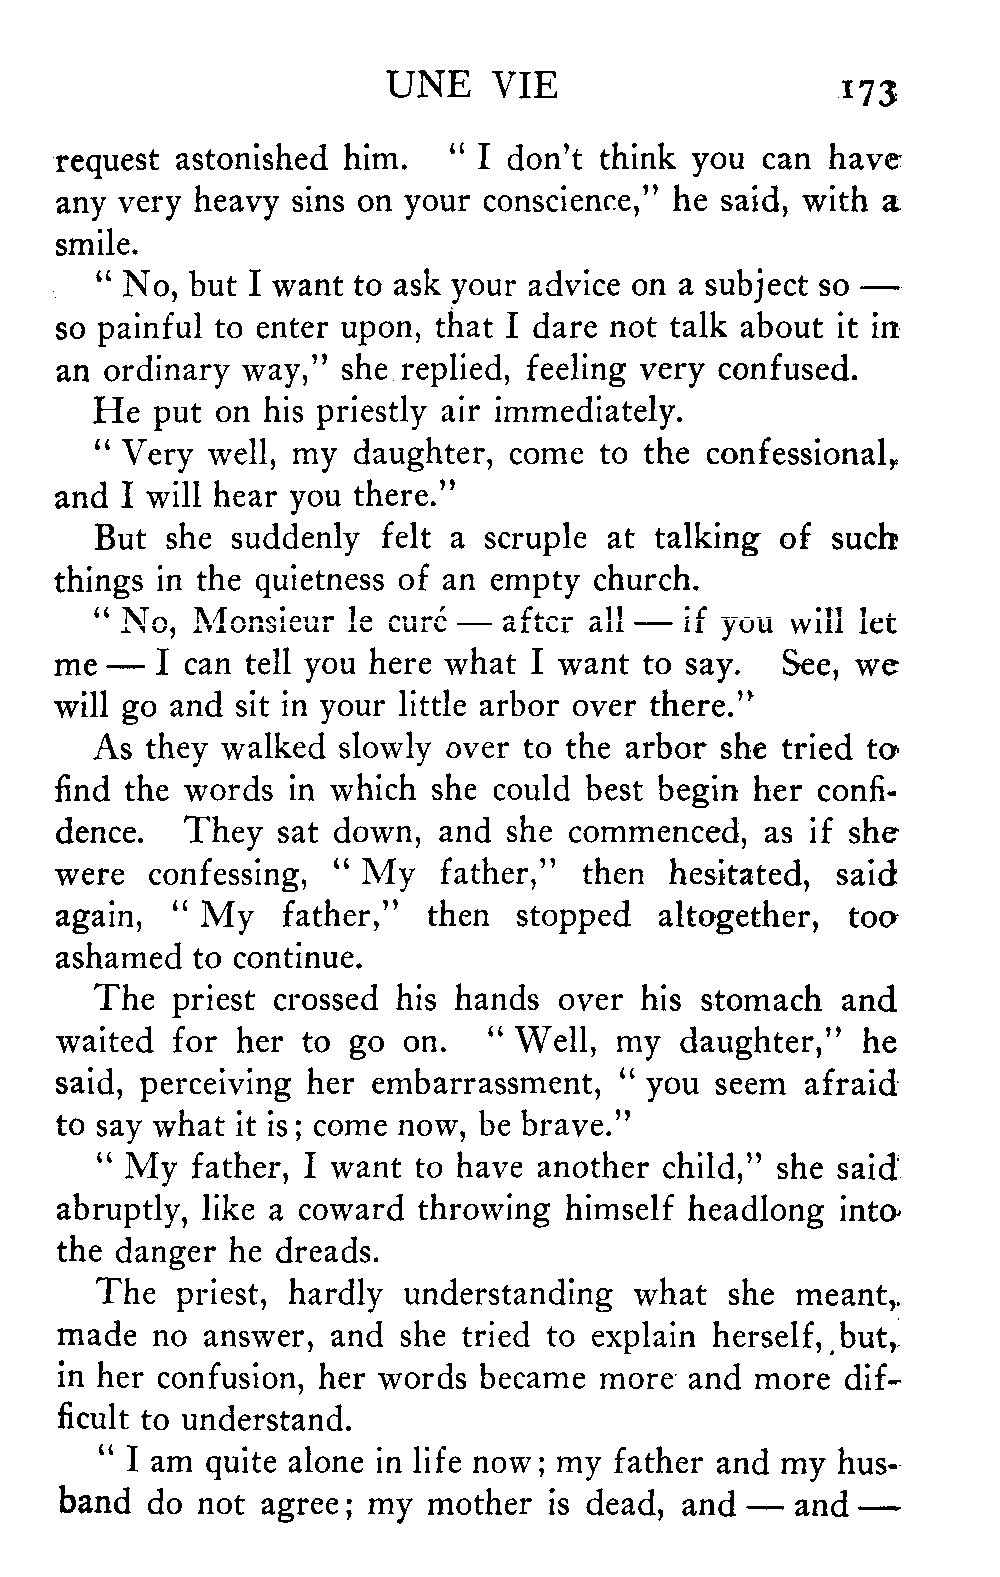 UNE VIE 173
request astonished him. " I don't think you can have
any very heavy sins on your conscience," he said, with a
smile.
" No, but I want to ask your advice on a subject so —
so painful to enter upon, that I dare not talk about it in
an ordinary way," she replied, feeling very confused.
He put on his priestly air immediately.
" Very well, my daughter, come to the confessional,
and I will hear you there."
But she suddenly felt a scruple at talking of such
things in the quietness of an empty church.
" No, Monsieur le curé — after all — if you will let
me — I can tell you here what I want to say. See, we
will go and sit in your little arbor over there."
As they walked slowly over to the arbor she tried to
find the words in which she could best begin her confi-
dence. They sat down, and she commenced, as if she
were confessing, " My father," then hesitated, said
again, " My father," then stopped altogether, too
ashamed to continue.
The priest crossed his hands over his stomach and
waited for her to go on. " Well, my daughter," he
said, perceiving her embarrassment, " you seem afraid
to say what it is; come now, be brave."
" My father, I want to have another child," she said
abruptly, like a coward throwing himself headlong into
the danger he dreads.
The priest, hardly understanding what she meant,
made no answer, and she tried to explain herself, but,
in her confusion, her words became more and more dif-
ficult to understand.
" I am quite alone in life now; my father and my hus-
band do not agree; my mother is dead, and — and —